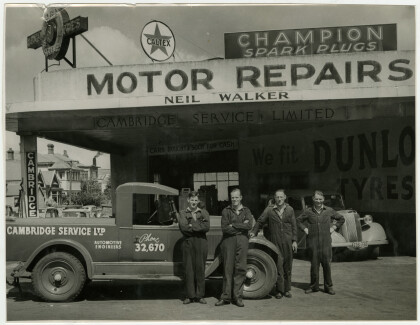 CALTEX
CHAMPION
SPARK PLUGS
MOTOR REPAIRS
NEIL WALKER
(CAMBRIDGE SERVICE) LIMITED
CAMBRIDGE
We fit
DUNLO
TYRES
CAMBRIDGE SERVICE LTD
AUTOMOTIVE
ENGINEERS
Phone
32,670